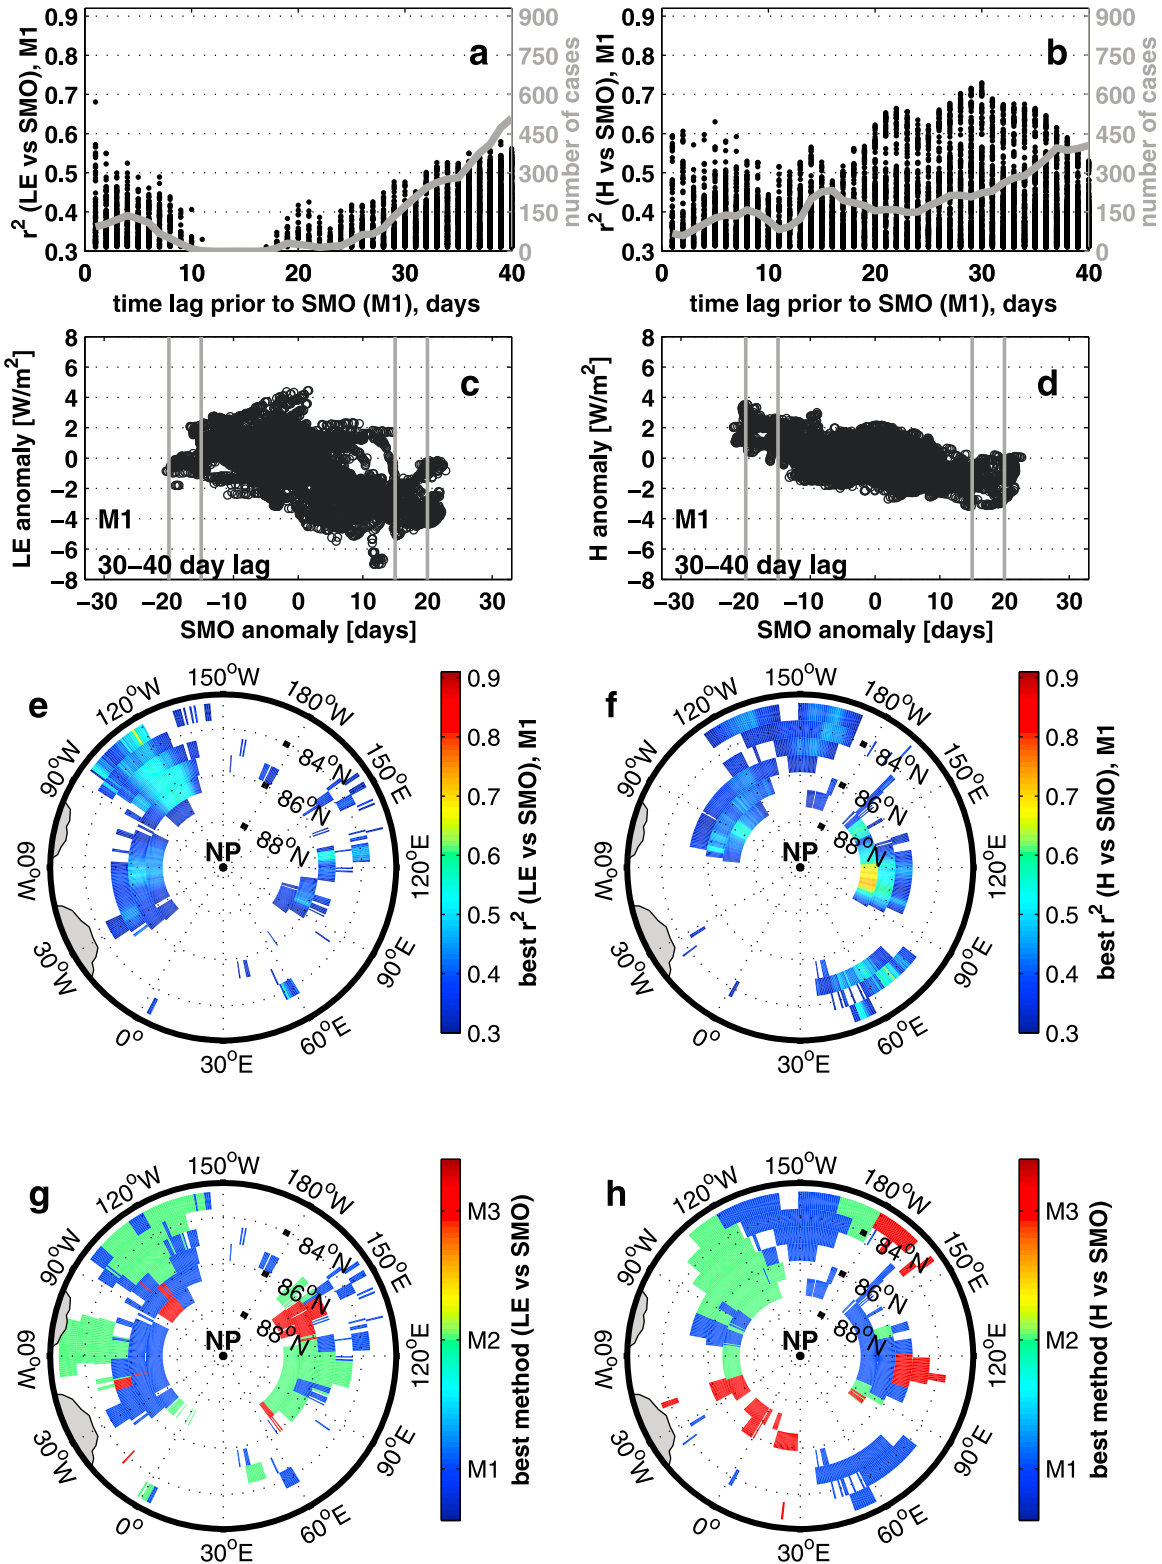 a
r² (LE vs SMO), M1
0.9
0.8
0.7
0.6
0.5
0.4
0.3
900
750
600
450
300
150
0
number of cases
0 10 20 30 40
time lag prior to SMO (M1), days
b
r² (H vs SMO), M1
0.9
0.8
0.7
0.6
0.5
0.4
0.3
900
750
600
450
300
150
0
number of cases
0 10 20 30 40
time lag prior to SMO (M1), days
c
LE anomaly [W/m²]
8
6
4
2
0
−2
−4
−6
−8
M1
30−40 day lag
−30 −20 −10 0 10 20 30
SMO anomaly [days]
d
H anomaly [W/m²]
8
6
4
2
0
−2
−4
−6
−8
M1
30−40 day lag
−30 −20 −10 0 10 20 30
SMO anomaly [days]
e
150°W
180°W
150°E
120°E
90°E
60°E
30°E
0°
30°W
60°W
90°W
120°W
84°N
86°N
88°N
NP
0.9
0.8
0.7
0.6
0.5
0.4
0.3
best r² (LE vs SMO), M1
f
150°W
180°W
150°E
120°E
90°E
60°E
30°E
0°
30°W
60°W
90°W
120°W
84°N
86°N
88°N
NP
0.9
0.8
0.7
0.6
0.5
0.4
0.3
best r² (H vs SMO), M1
g
150°W
180°W
150°E
120°E
90°E
60°E
30°E
0°
30°W
60°W
90°W
120°W
84°N
86°N
88°N
NP
M3
M2
M1
best method (LE vs SMO)
h
150°W
180°W
150°E
120°E
90°E
60°E
30°E
0°
30°W
60°W
90°W
120°W
84°N
86°N
88°N
NP
M3
M2
M1
best method (H vs SMO)